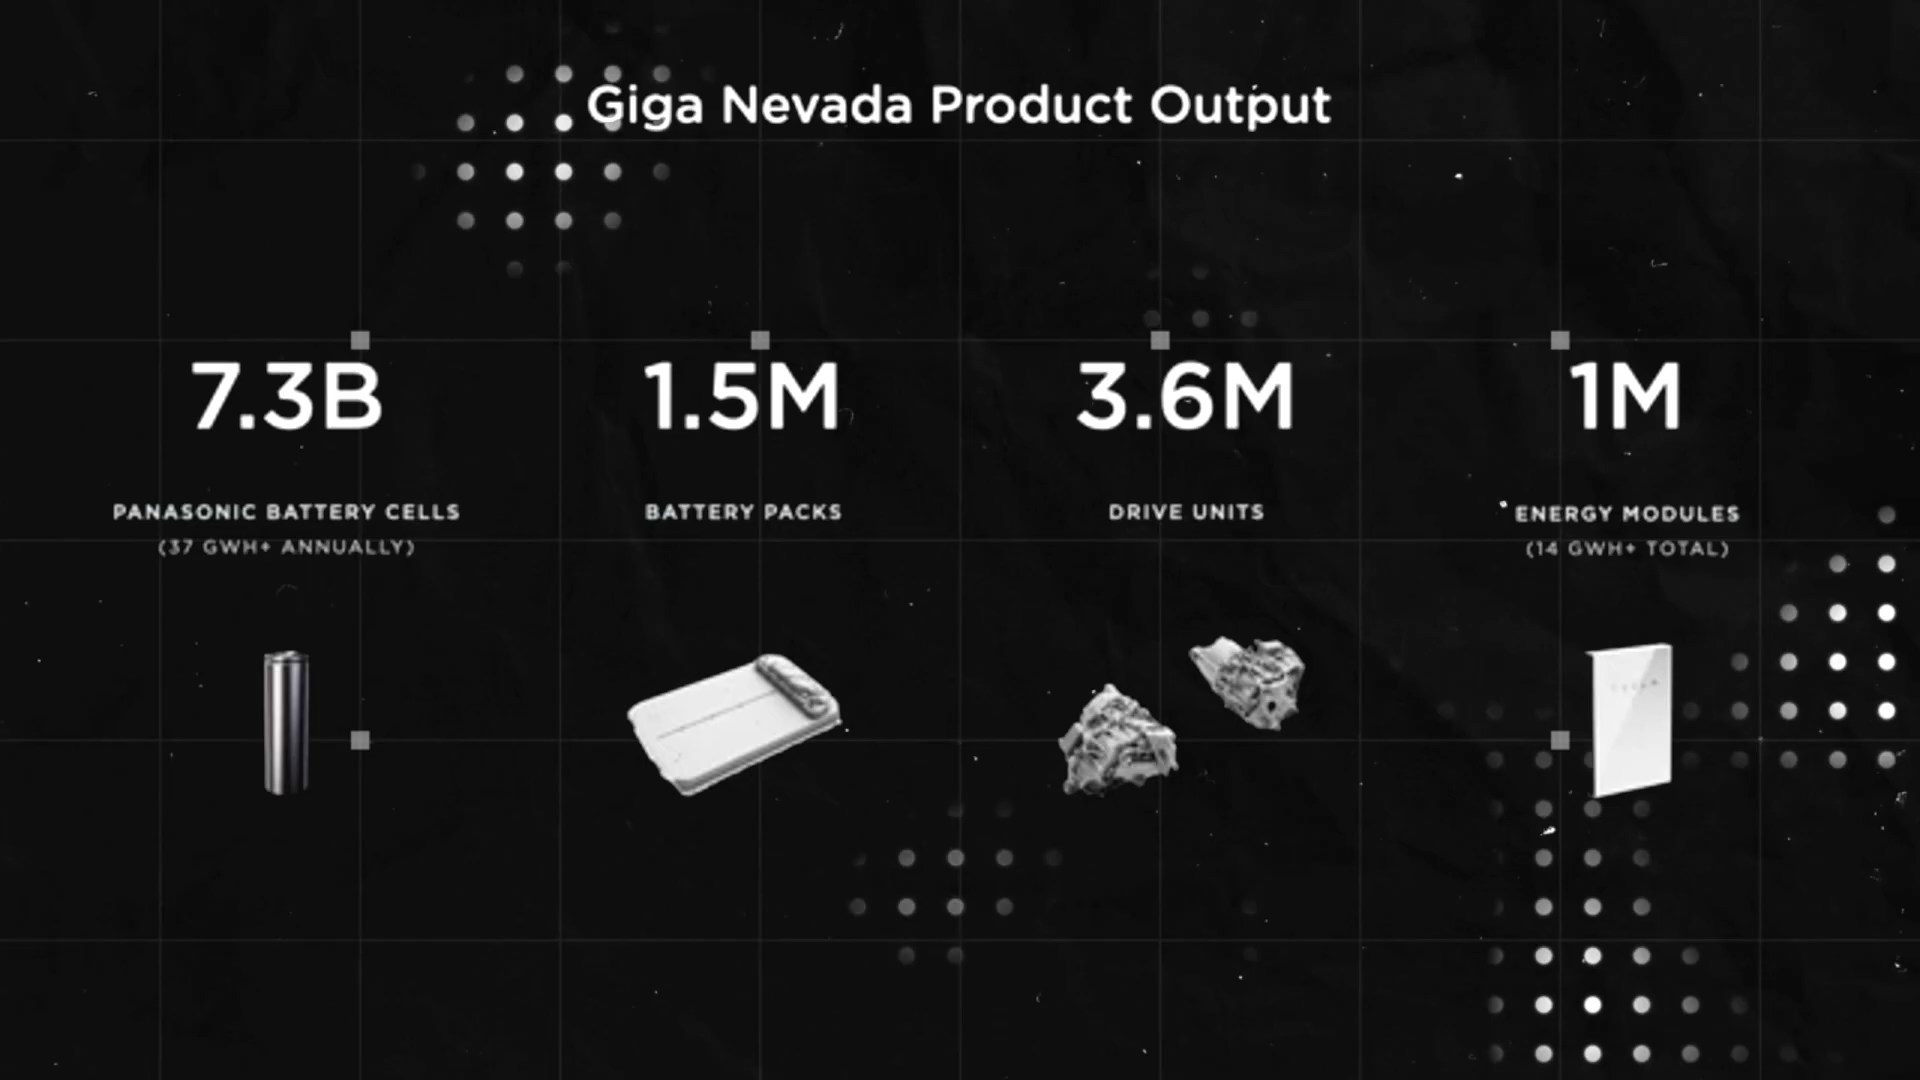 Giga Nevada Product Output
7.3B
1.5M
3.6M
1M
PANASONIC BATTERY CELLS
(37 GWH+ ANNUALLY)
BATTERY PACKS
DRIVE UNITS
ENERGY MODULES
(14 GWH+ TOTAL)